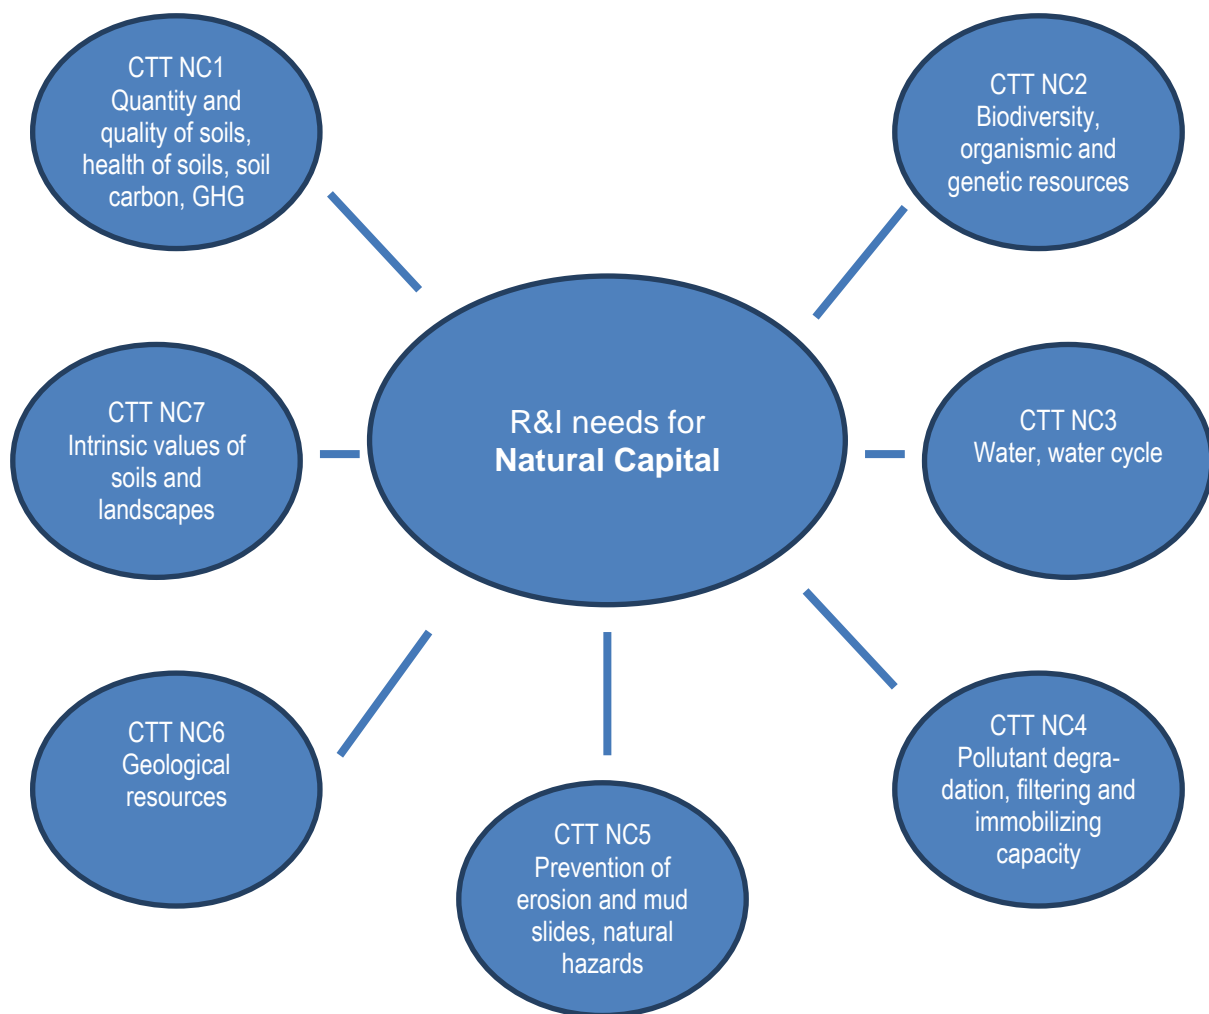 CTT NC1
Quantity and
quality of soils,
health of soils, soil
carbon, GHG
CTT NC2
Biodiversity,
organismic and
genetic resources
CTT NC7
Intrinsic values of
soils and
landscapes
R&I needs for
Natural Capital
CTT NC3
Water, water cycle
CTT NC6
Geological
resources
CTT NC4
Pollutant degra-
dation, filtering and
immobilizing
capacity
CTT NC5
Prevention of
erosion and mud
slides, natural
hazards